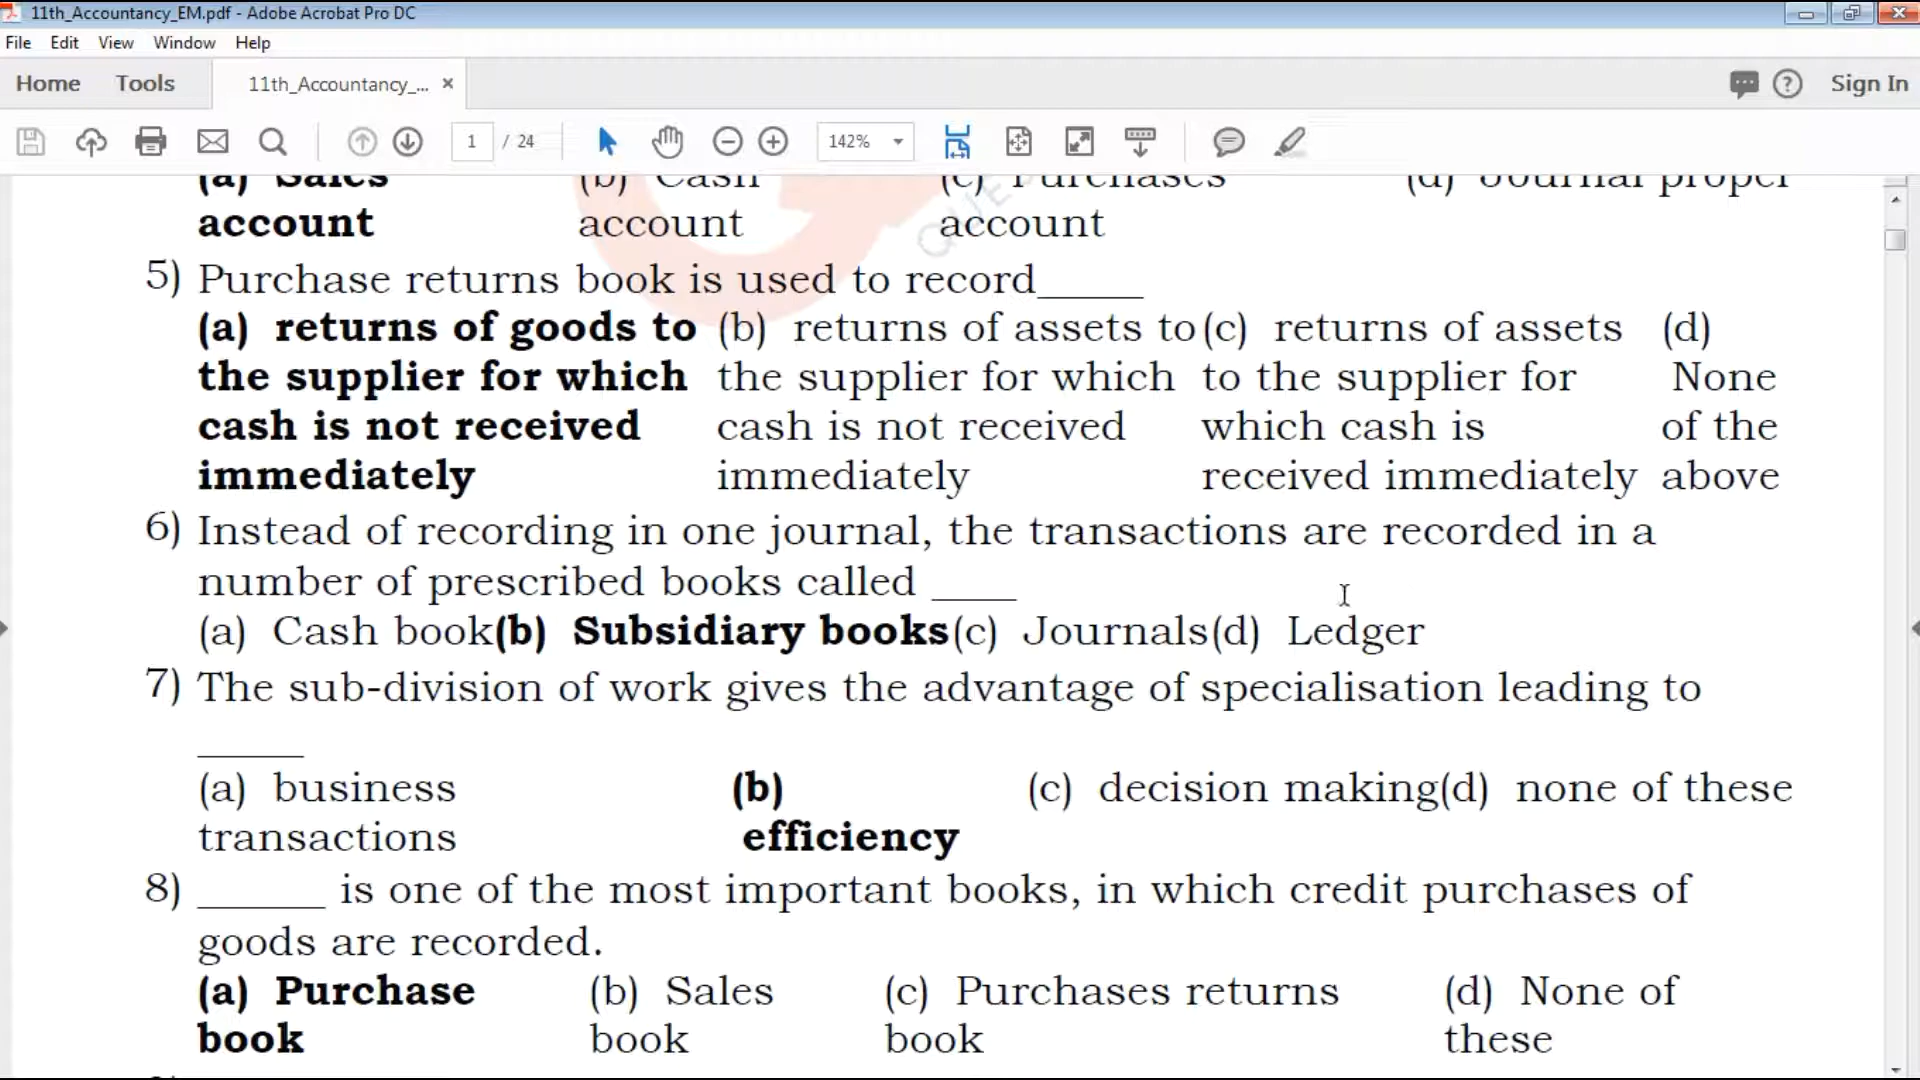 11th_Accountancy_EM.pdf - Adobe Acrobat Pro DC
File Edit View Window Help
Home Tools 11th_Accountancy_... × Sign In
1 / 24 142%
(a) Sales (b) Cash (c) Purchases (d) Journal proper
account account account
5) Purchase returns book is used to record_____
(a) returns of goods to (b) returns of assets to (c) returns of assets (d)
the supplier for which the supplier for which to the supplier for None
cash is not received cash is not received which cash is of the
immediately immediately received immediately above
6) Instead of recording in one journal, the transactions are recorded in a
number of prescribed books called ____
(a) Cash book(b) Subsidiary books(c) Journals(d) Ledger
7) The sub-division of work gives the advantage of specialisation leading to
_____
(a) business (b) (c) decision making(d) none of these
transactions efficiency
8) ______ is one of the most important books, in which credit purchases of
goods are recorded.
(a) Purchase (b) Sales (c) Purchases returns (d) None of
book book book these